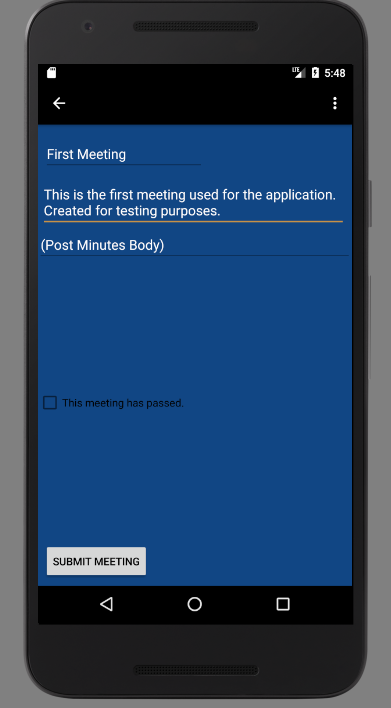 LTE 5:48
First Meeting
This is the first meeting used for the application.
Created for testing purposes.
(Post Minutes Body)
This meeting has passed.
SUBMIT MEETING